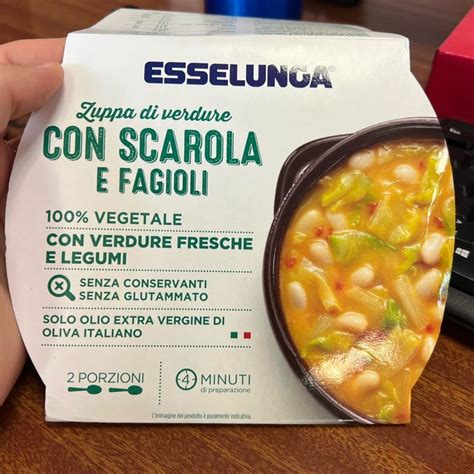 ESSELUNGA®
Zuppa di verdure
CON SCAROLA
E FAGIOLI
100% VEGETALE
CON VERDURE FRESCHE
E LEGUMI
SENZA CONSERVANTI
SENZA GLUTAMMATO
SOLO OLIO EXTRA VERGINE DI
OLIVA ITALIANO
2 PORZIONI
4 MINUTI
di preparazione
L'immagine del prodotto è puramente indicativa.